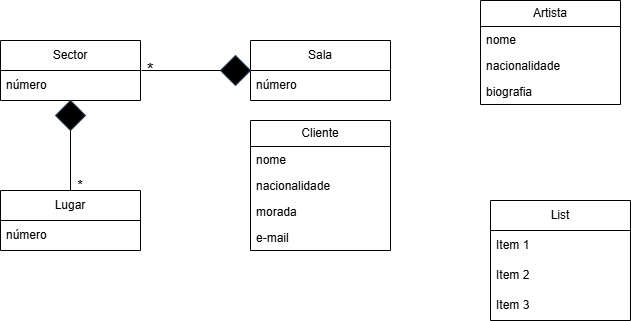 Artista
nome
nacionalidade
biografia
Sector
número
*
Sala
número
Cliente
nome
nacionalidade
morada
e-mail
*
Lugar
número
List
Item 1
Item 2
Item 3